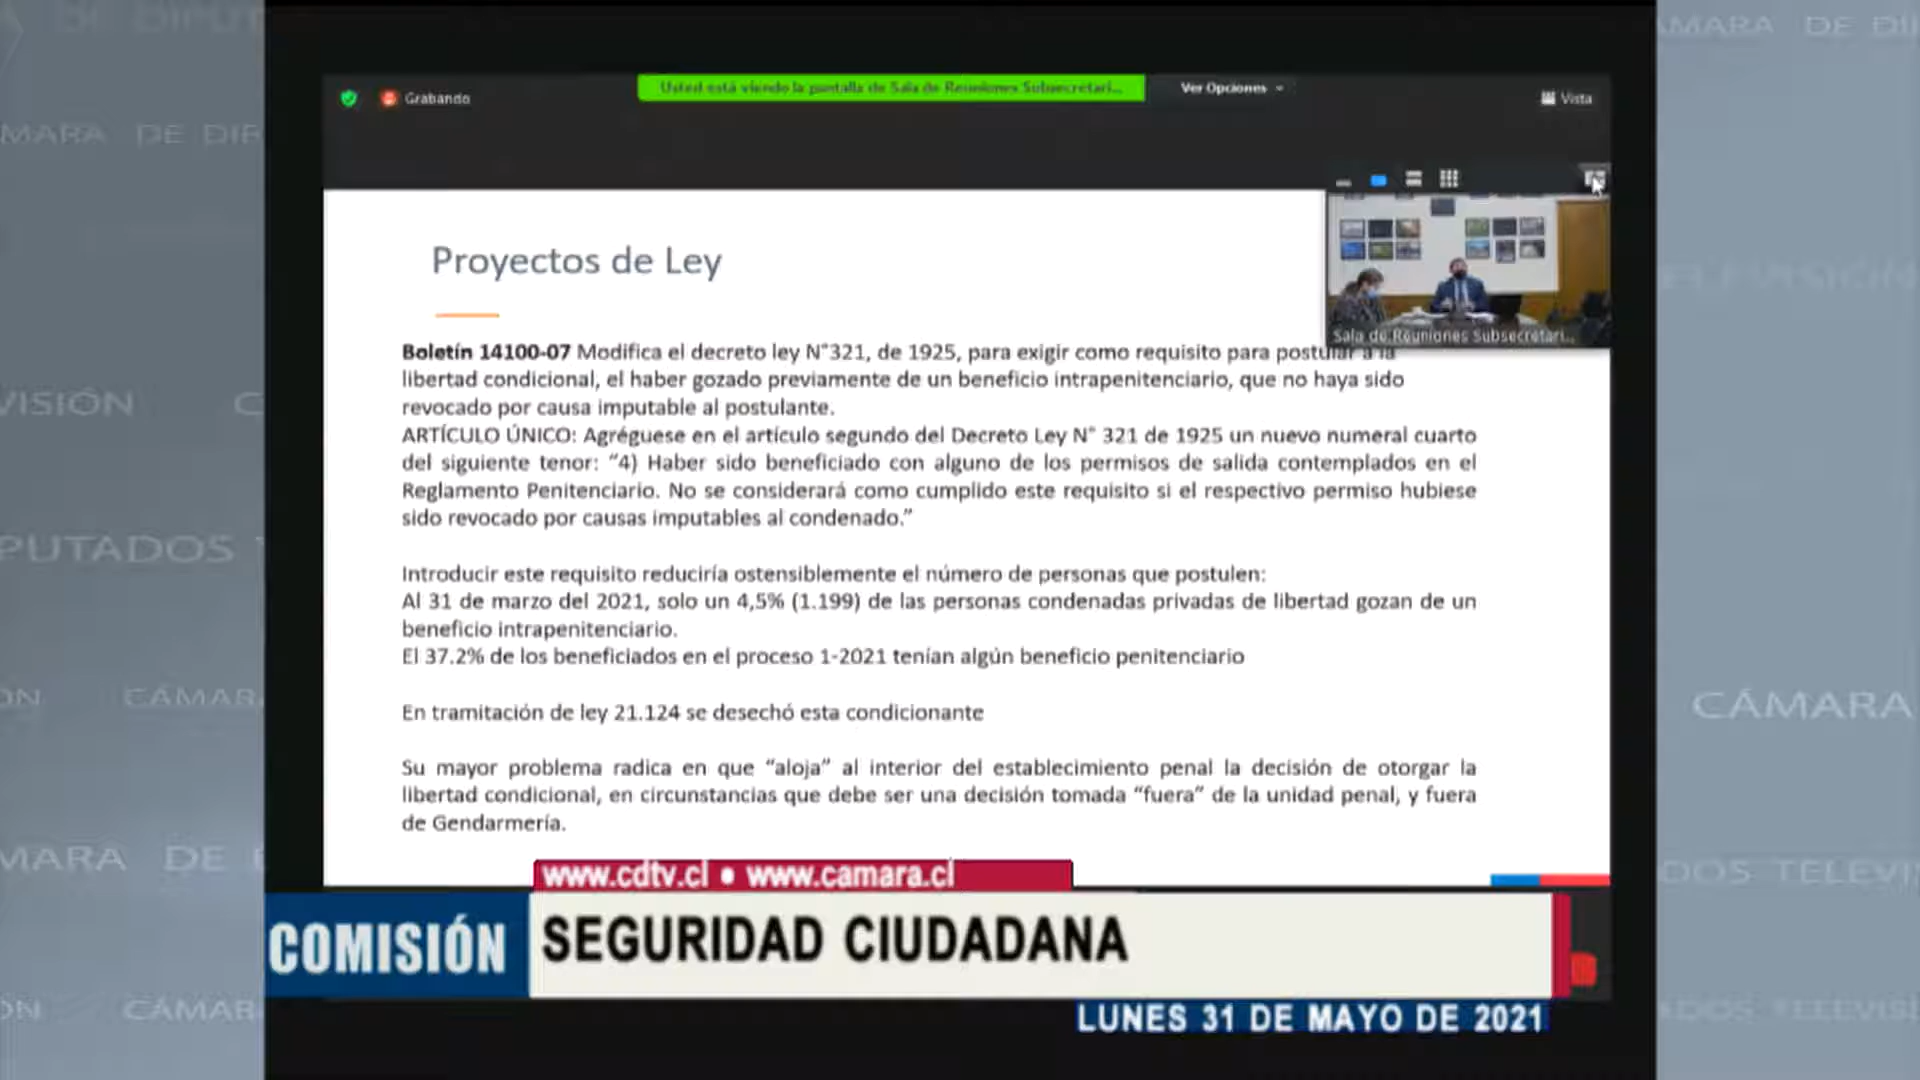 Grabando
Usted está viendo la pantalla de Sala de Reuniones Subsecretari...
Ver Opciones
Vista
Sala de Reuniones Subsecretari...
Proyectos de Ley
Boletín 14100-07 Modifica el decreto ley N°321, de 1925, para exigir como requisito para postular a la
libertad condicional, el haber gozado previamente de un beneficio intrapenitenciario, que no haya sido
revocado por causa imputable al postulante.
ARTÍCULO ÚNICO: Agréguese en el artículo segundo del Decreto Ley N° 321 de 1925 un nuevo numeral cuarto
del siguiente tenor: “4) Haber sido beneficiado con alguno de los permisos de salida contemplados en el
Reglamento Penitenciario. No se considerará como cumplido este requisito si el respectivo permiso hubiese
sido revocado por causas imputables al condenado.”
Introducir este requisito reduciría ostensiblemente el número de personas que postulen:
Al 31 de marzo del 2021, solo un 4,5% (1.199) de las personas condenadas privadas de libertad gozan de un
beneficio intrapenitenciario.
El 37.2% de los beneficiados en el proceso 1-2021 tenían algún beneficio penitenciario
En tramitación de ley 21.124 se desechó esta condicionante
Su mayor problema radica en que “aloja” al interior del establecimiento penal la decisión de otorgar la
libertad condicional, en circunstancias que debe ser una decisión tomada “fuera” de la unidad penal, y fuera
de Gendarmería.
www.cdtv.cl • www.camara.cl
COMISIÓN
SEGURIDAD CIUDADANA
LUNES 31 DE MAYO DE 2021
CÁMARA